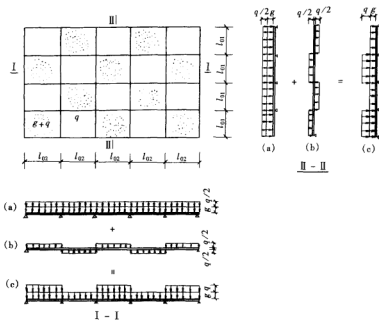 II
I
I
l01
l01
l01
l01
g+q
q
II
l02
l02
l02
l02
l02
q/2 g
q/2
q/2
q g
+
=
(a)
(b)
(c)
II - II
(a)
g q/2
+
(b)
q/2 q/2
=
(c)
g q
I - I